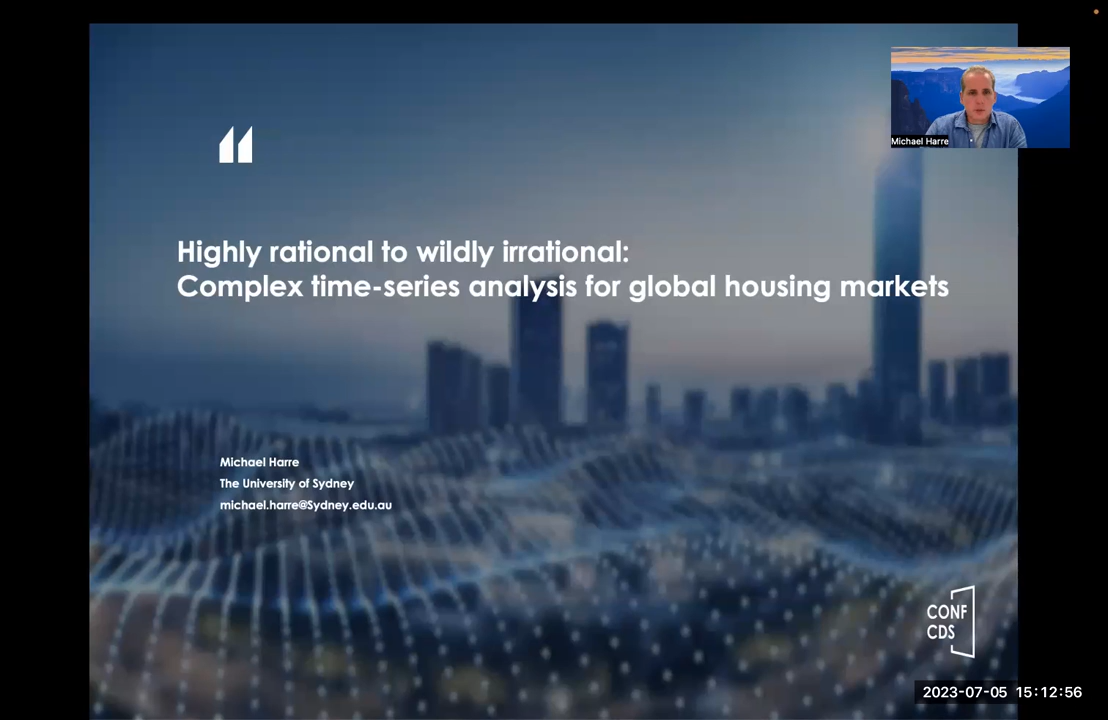 Michael Harre
“
Highly rational to wildly irrational:
Complex time-series analysis for global housing markets
Michael Harre
The University of Sydney
michael.harre@Sydney.edu.au
CONF
CDS
2023-07-05 15:12:56